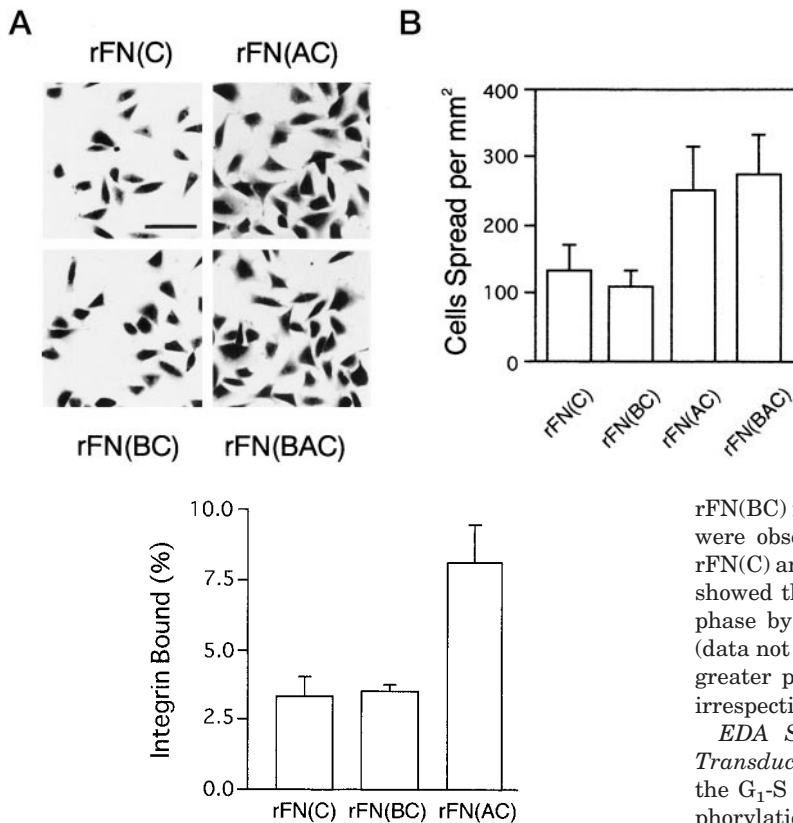 A
B
rFN(C)
rFN(AC)
rFN(BC)
rFN(BAC)
Cells Spread per mm²
400
300
200
100
0
rFN(C)
rFN(BC)
rFN(AC)
rFN(BAC)
Integrin Bound (%)
10.0
7.5
5.0
2.5
0.0
rFN(C)
rFN(BC)
rFN(AC)
rFN(BC)
were obs
rFN(C) a
showed th
phase by
(data not
greater p
irrespecti
EDA S
Transduc
the G₁-S
phorylatio